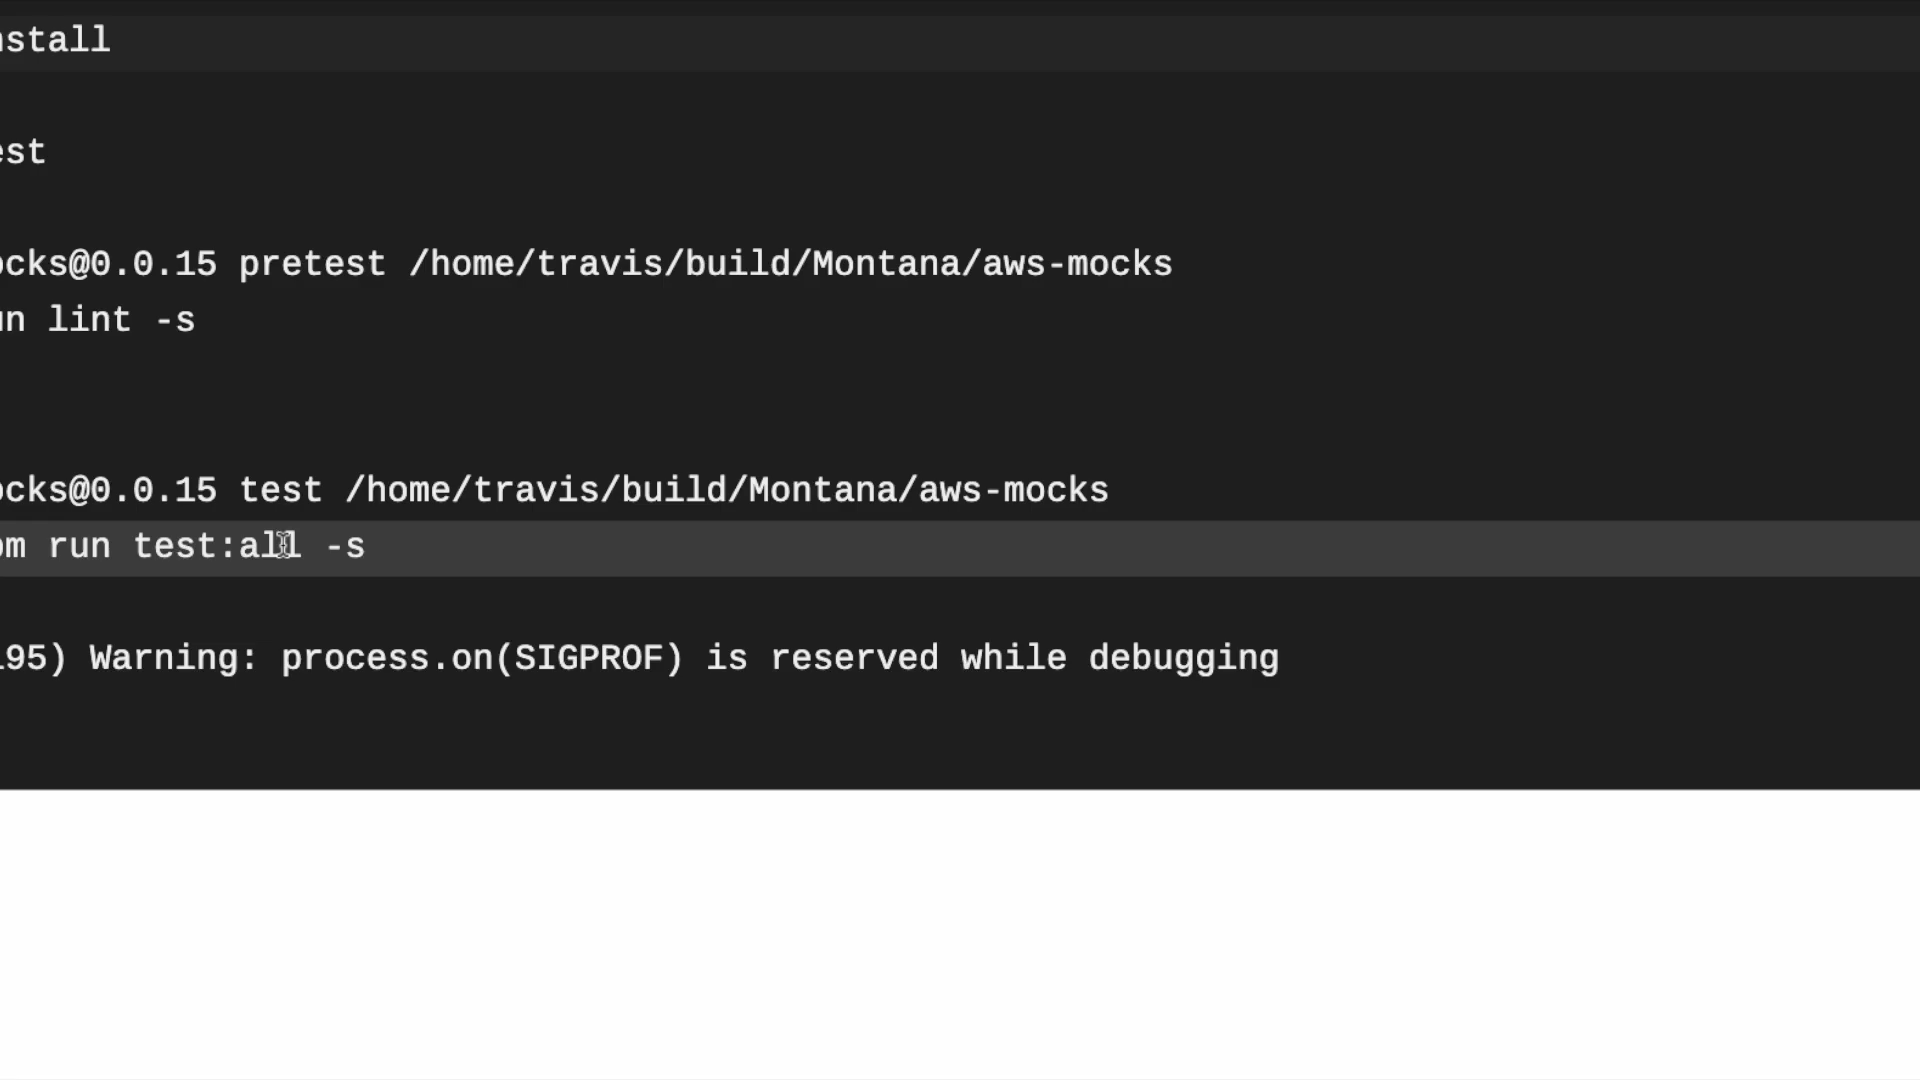 nstall
est
ocks@0.0.15 pretest /home/travis/build/Montana/aws-mocks
un lint -s
ocks@0.0.15 test /home/travis/build/Montana/aws-mocks
om run test:all -s
195) Warning: process.on(SIGPROF) is reserved while debugging